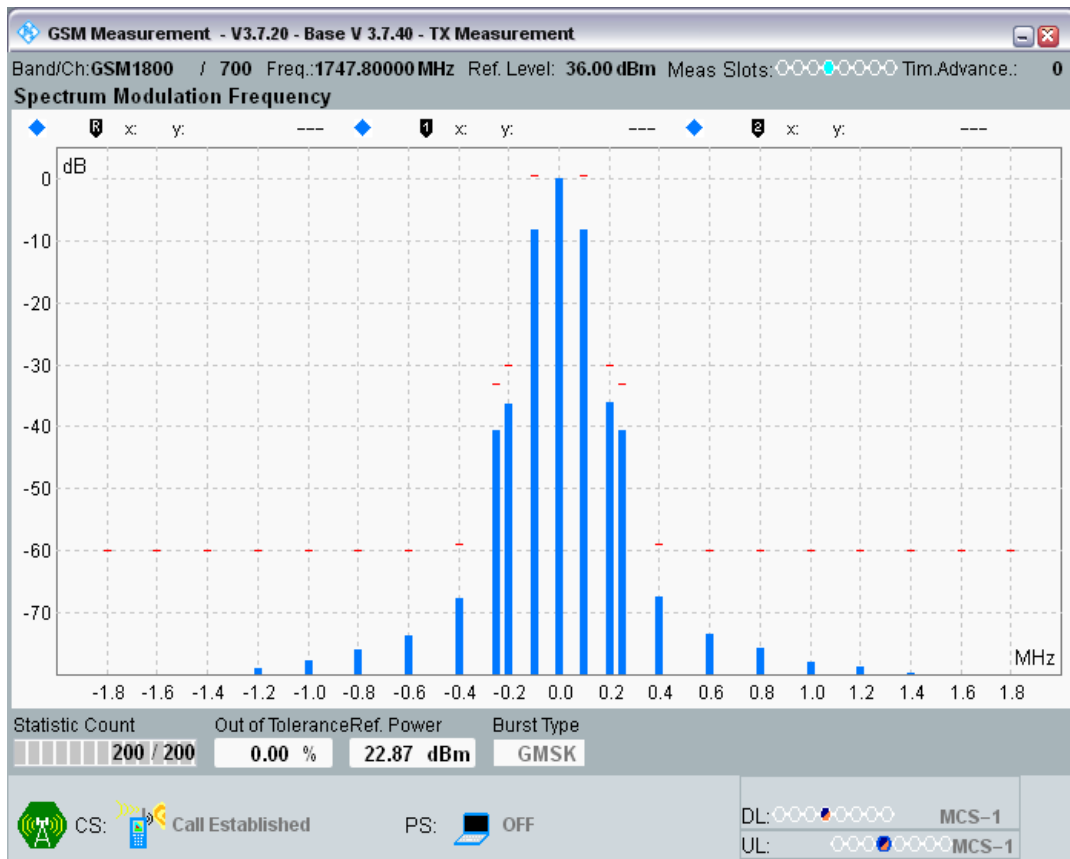 GSM Measurement - V3.7.20 - Base V 3.7.40 - TX Measurement
Band/Ch:GSM1800 / 700 Freq.:1747.80000 MHz Ref. Level: 36.00 dBm Meas Slots: Tim.Advance.: 0
Spectrum Modulation Frequency
R x: y: --- 1 x: y: --- 2 x: y: ---
dB
0
-10
-20
-30
-40
-50
-60
-70
MHz
-1.8 -1.6 -1.4 -1.2 -1.0 -0.8 -0.6 -0.4 -0.2 0.0 0.2 0.4 0.6 0.8 1.0 1.2 1.4 1.6 1.8
Statistic Count Out of Tolerance Ref. Power Burst Type
200 / 200 0.00 % 22.87 dBm GMSK
CS: Call Established PS: OFF
DL: MCS-1
UL: MCS-1